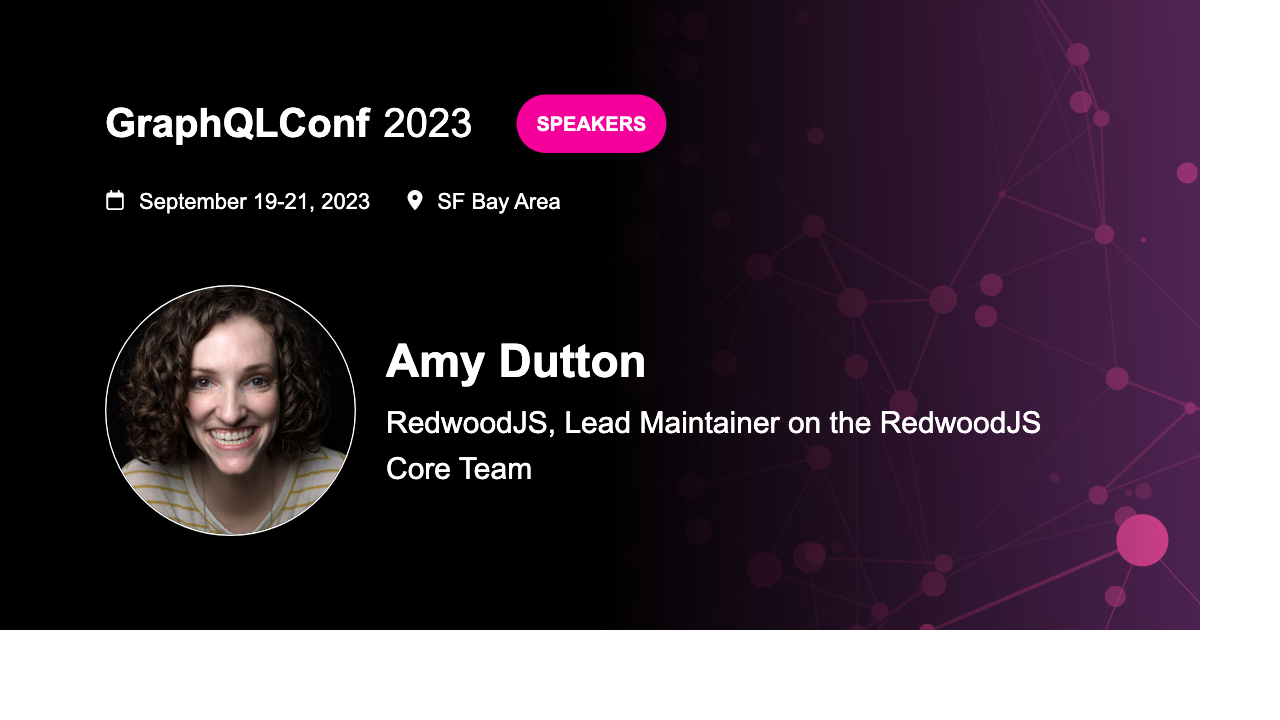 GraphQLConf 2023
SPEAKERS
September 19-21, 2023
SF Bay Area
Amy Dutton
RedwoodJS, Lead Maintainer on the RedwoodJS
Core Team